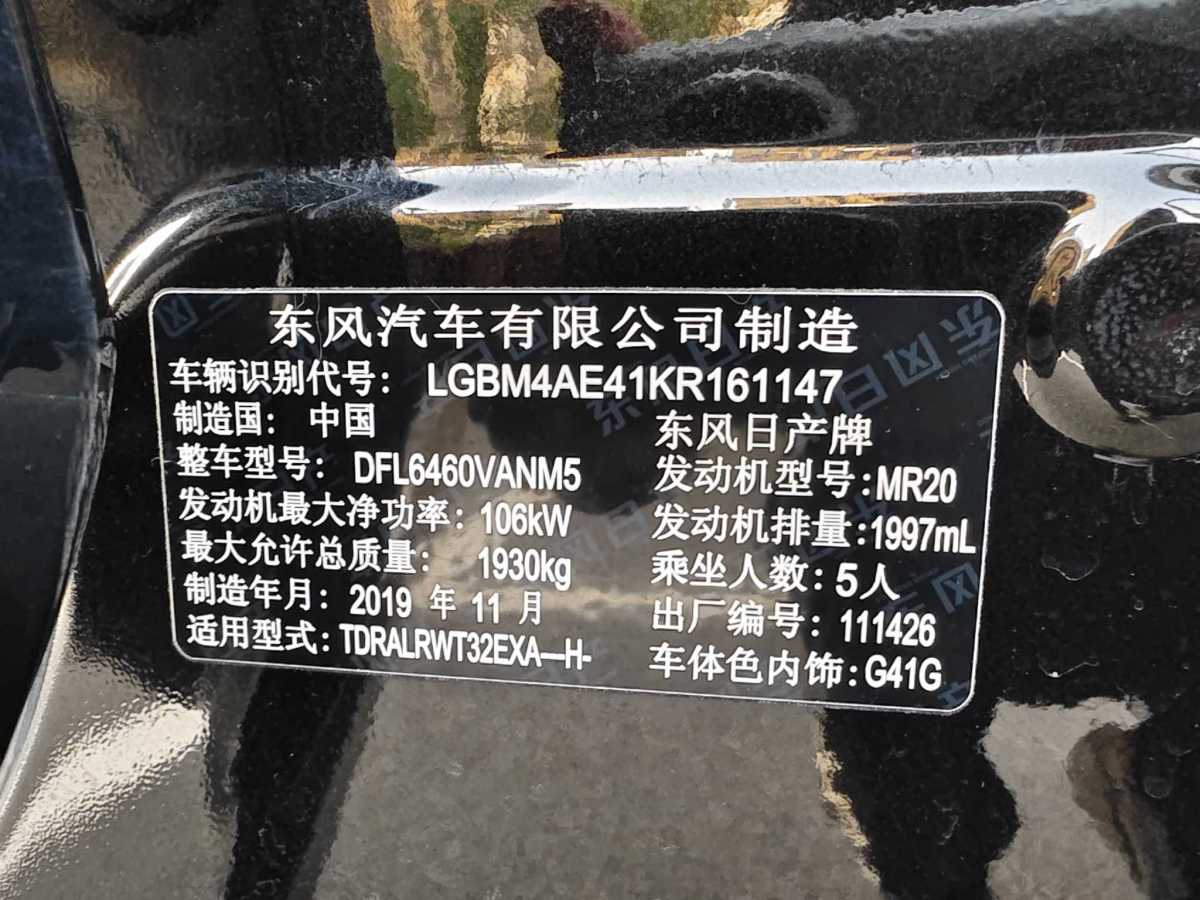 东风汽车有限公司制造
车辆识别代号： LGBM4AE41KR161147
制造国： 中国 东风日产牌
整车型号： DFL6460VANM5 发动机型号:MR20
发动机最大净功率: 106kW 发动机排量:1997mL
最大允许总质量: 1930kg 乘坐人数: 5人
制造年月: 2019 年 11 月 出厂编号: 111426
适用型式: TDRALRWT32EXA—H- 车体色内饰:G41G